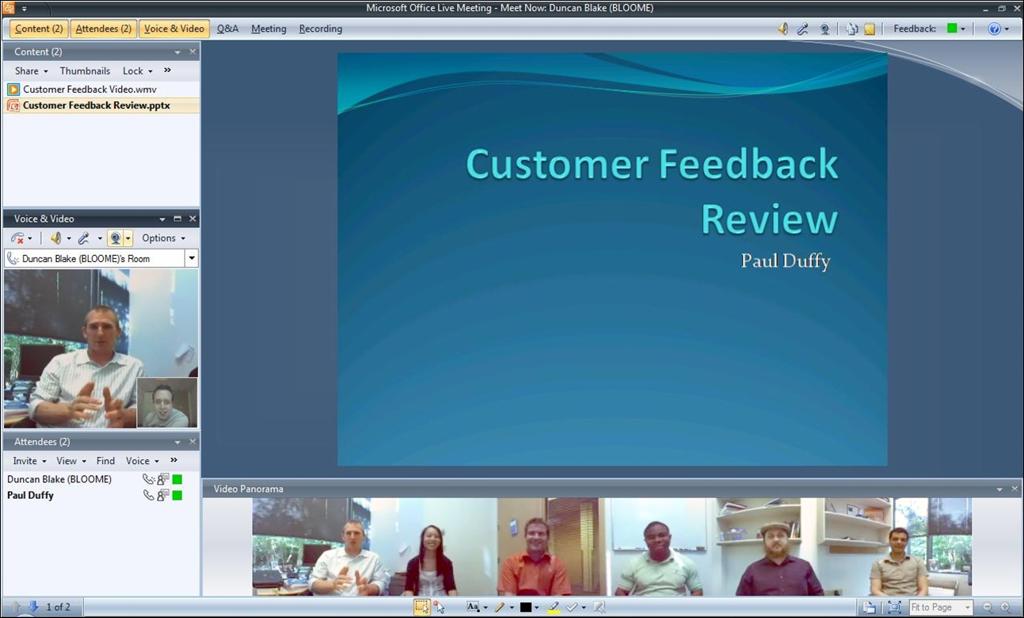 Microsoft Office Live Meeting - Meet Now: Duncan Blake (BLOOME)
Content (2) Attendees (2) Voice & Video Q&A Meeting Recording Feedback:
Content (2)
Share Thumbnails Lock »
Customer Feedback Video.wmv
Customer Feedback Review.pptx
Customer Feedback
Review
Paul Duffy
Voice & Video
Options
Duncan Blake (BLOOME)'s Room
Attendees (2)
Invite View Find Voice »
Duncan Blake (BLOOME)
Paul Duffy
Video Panorama
1 of 2
Aa
Fit to Page